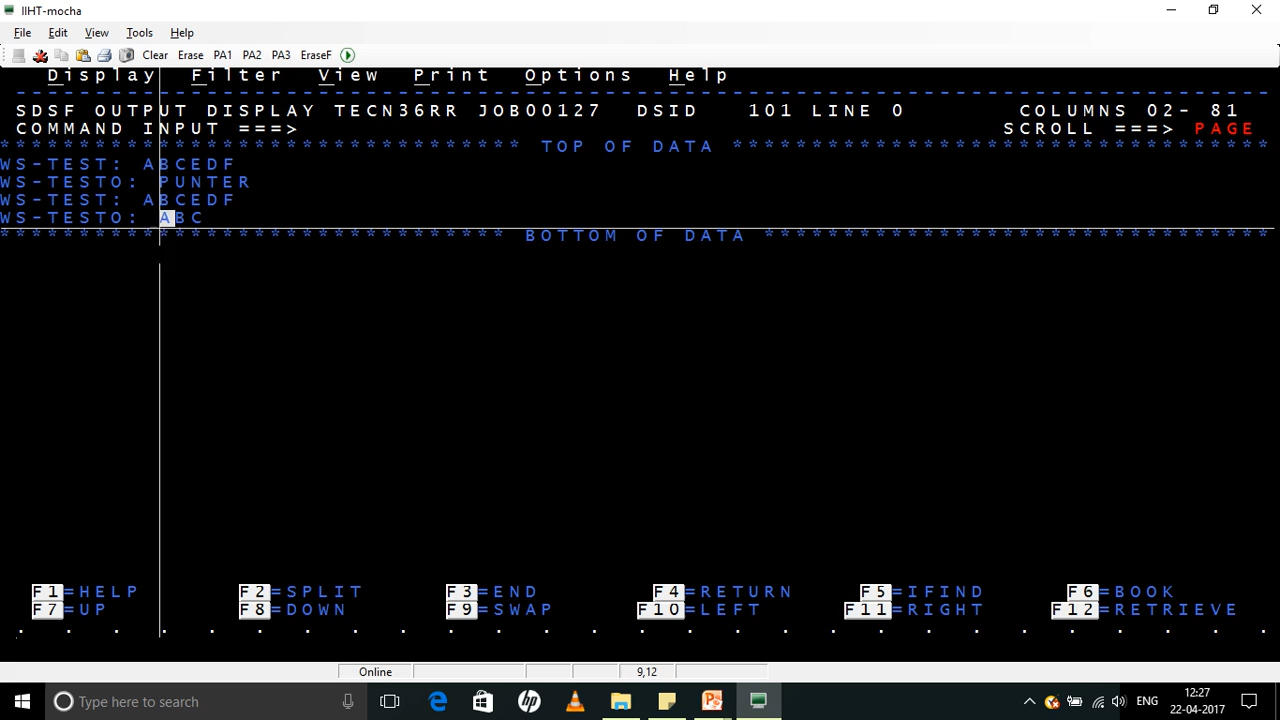 IIHT-mocha
File Edit View Tools Help
Clear Erase PA1 PA2 PA3 EraseF
Display Filter View Print Options Help
-------------------------------------------------------------------------------
SDSF OUTPUT DISPLAY TECN36RR JOB00127 DSID 101 LINE 0 COLUMNS 02- 81
COMMAND INPUT ===> SCROLL ===> PAGE
********************************* TOP OF DATA **********************************
WS-TEST: ABCEDF
WS-TESTO: PUNTER
WS-TEST: ABCEDF
WS-TESTO: ABC
******************************** BOTTOM OF DATA ********************************
F1=HELP F2=SPLIT F3=END F4=RETURN F5=IFIND F6=BOOK
F7=UP F8=DOWN F9=SWAP F10=LEFT F11=RIGHT F12=RETRIEVE
Online 9,12
Type here to search ENG 12:27
22-04-2017